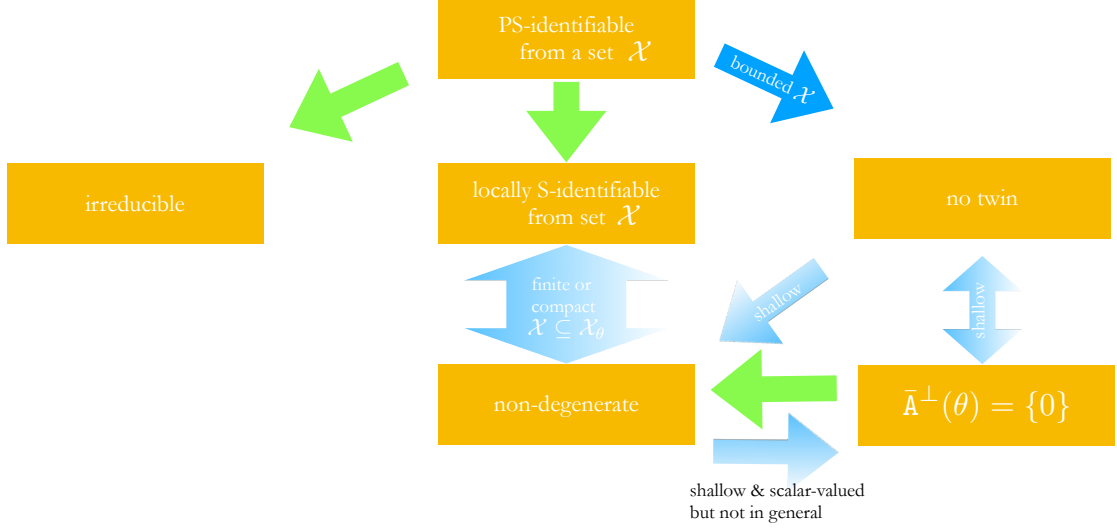 PS-identifiable
from a set 𝒳
bounded 𝒳
irreducible
locally S-identifiable
from set 𝒳
no twin
finite or
compact
𝒳 ⊆ 𝒳_θ
shallow
shallow
non-degenerate
Ā^⊥(θ) = {0}
shallow & scalar-valued
but not in general